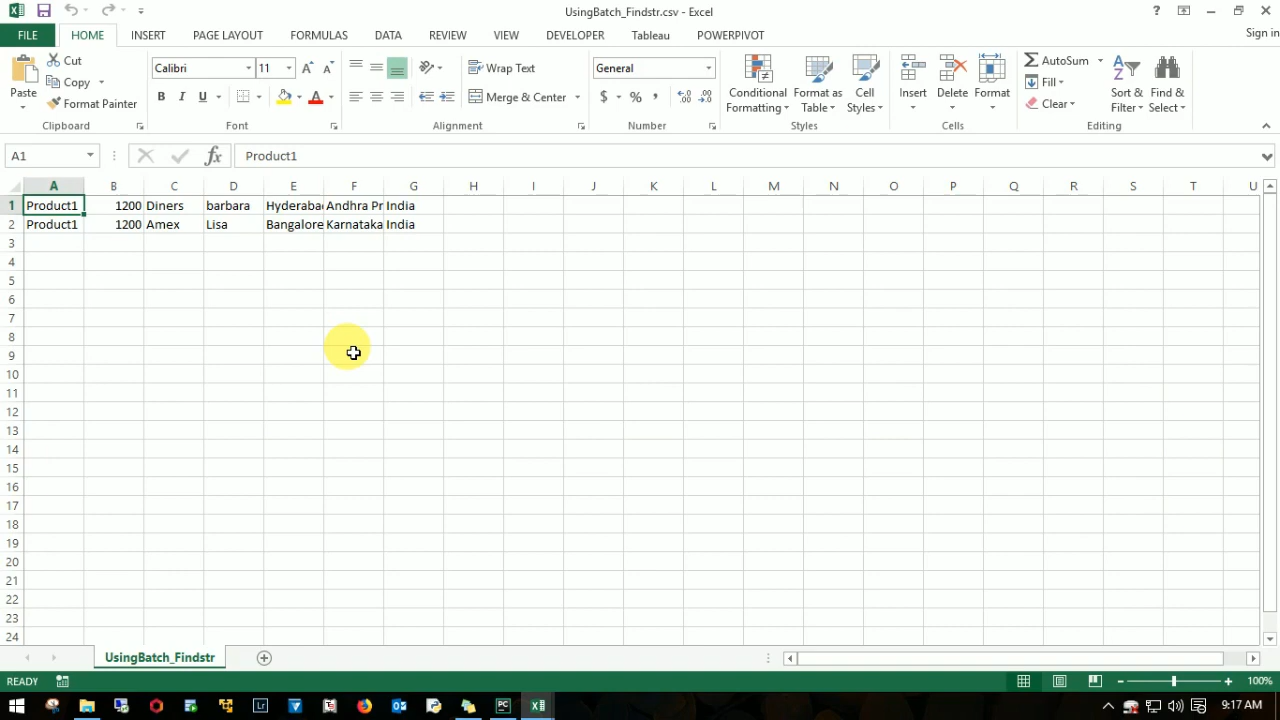 UsingBatch_Findstr.csv - Excel
?
FILE HOME INSERT PAGE LAYOUT FORMULAS DATA REVIEW VIEW DEVELOPER Tableau POWERPIVOT Sign in
Paste
Cut
Copy
Format Painter
Clipboard
Calibri 11
B I U A
Font
Wrap Text
Merge & Center
Alignment
General
$ % ,
Number
Conditional Formatting
Format as Table
Cell Styles
Styles
Insert Delete Format
Cells
AutoSum
Fill
Clear
Sort & Filter
Find & Select
Editing
A1 fx Product1
A B C D E F G H I J K L M N O P Q R S T U
1 Product1 1200 Diners barbara Hyderabad Andhra Pr India
2 Product1 1200 Amex Lisa Bangalore Karnataka India
3
4
5
6
7
8
9
10
11
12
13
14
15
16
17
18
19
20
21
22
23
24
UsingBatch_Findstr
READY 100%
9:17 AM